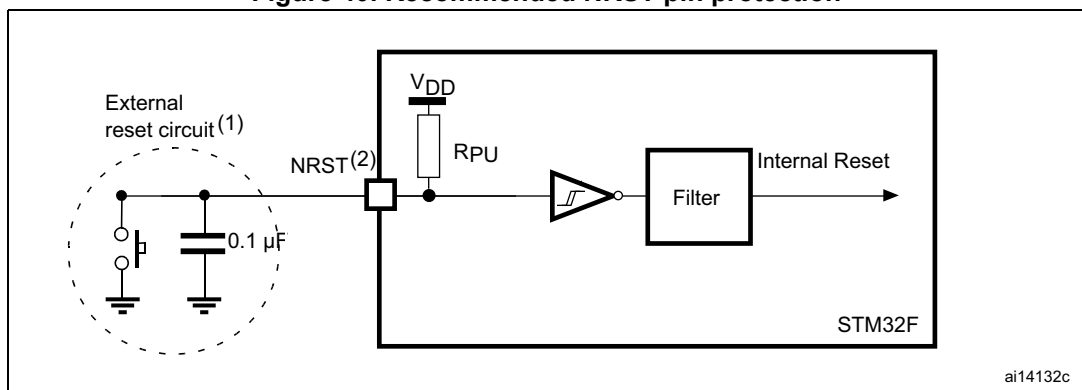 Figure 40. Recommended NRST pin protection
External
reset circuit(1)
VDD
NRST(2)
RPU
Internal Reset
Filter
0.1 μF
STM32F
ai14132c